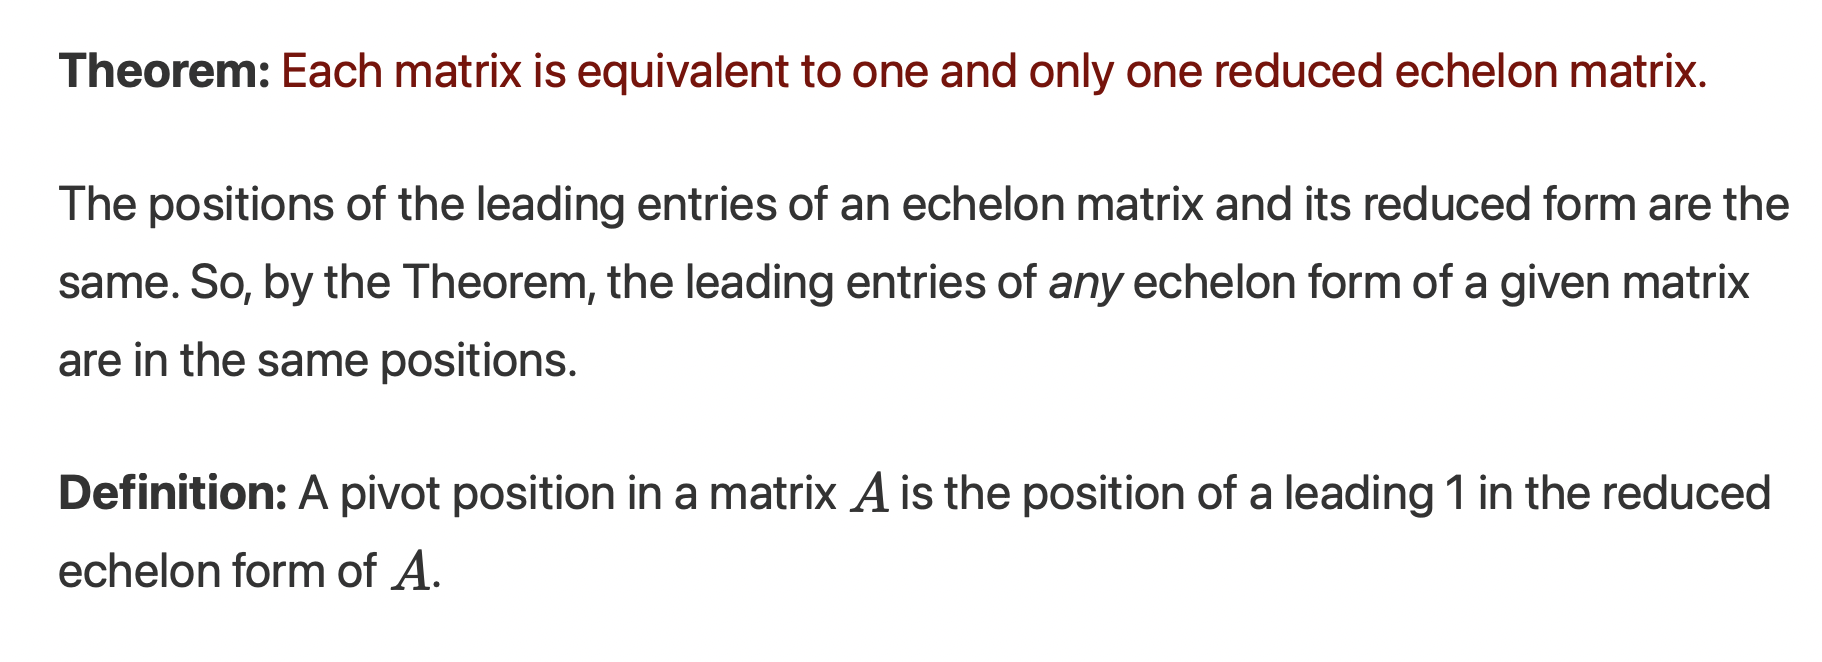 Theorem: Each matrix is equivalent to one and only one reduced echelon matrix.
The positions of the leading entries of an echelon matrix and its reduced form are the
same. So, by the Theorem, the leading entries of any echelon form of a given matrix
are in the same positions.
Definition: A pivot position in a matrix A is the position of a leading 1 in the reduced
echelon form of A.